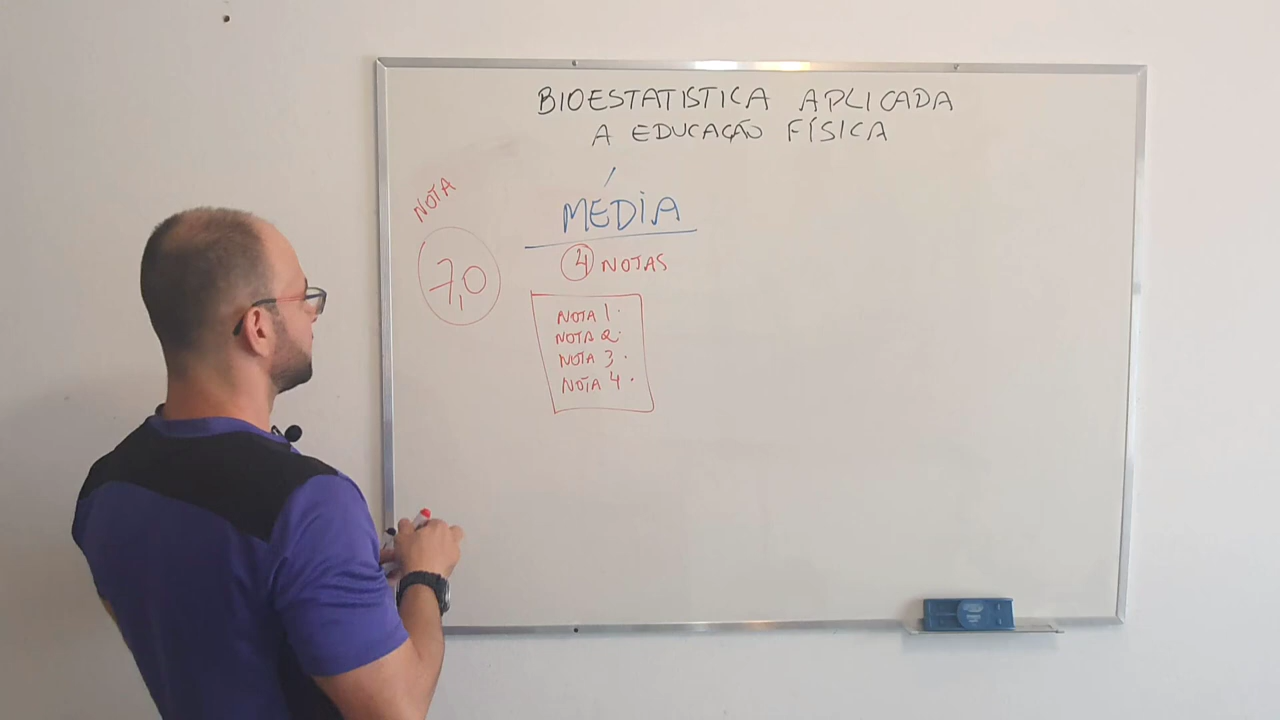 BIOESTATISTICA APLICADA
A EDUCAÇÃO FÍSICA
NOTA
7,0
MÉDIA
4 NOTAS
NOTA 1.
NOTA 2.
NOTA 3.
NOTA 4.